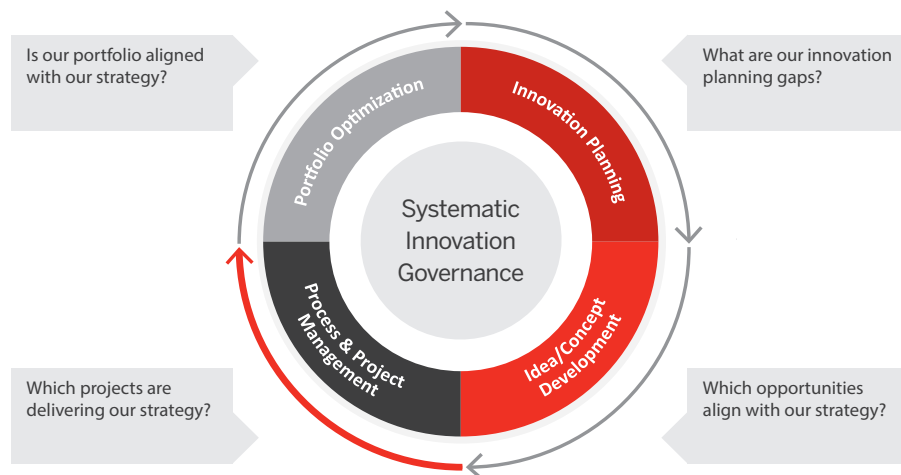 Is our portfolio aligned
with our strategy?
What are our innovation
planning gaps?
Portfolio Optimization
Innovation Planning
Systematic
Innovation
Governance
Process & Project
Management
Idea/Concept
Development
Which projects are
delivering our strategy?
Which opportunities
align with our strategy?